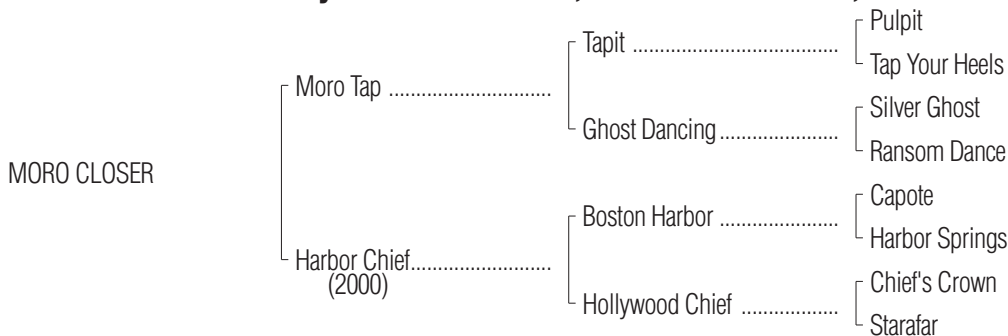 Pulpit
Tapit ..........................................
Tap Your Heels
Moro Tap .................................
Silver Ghost
Ghost Dancing........................
Ransom Dance
MORO CLOSER
Capote
Boston Harbor ........................
Harbor Springs
Harbor Chief.............................
(2000)
Chief's Crown
Hollywood Chief ...................
Starafar